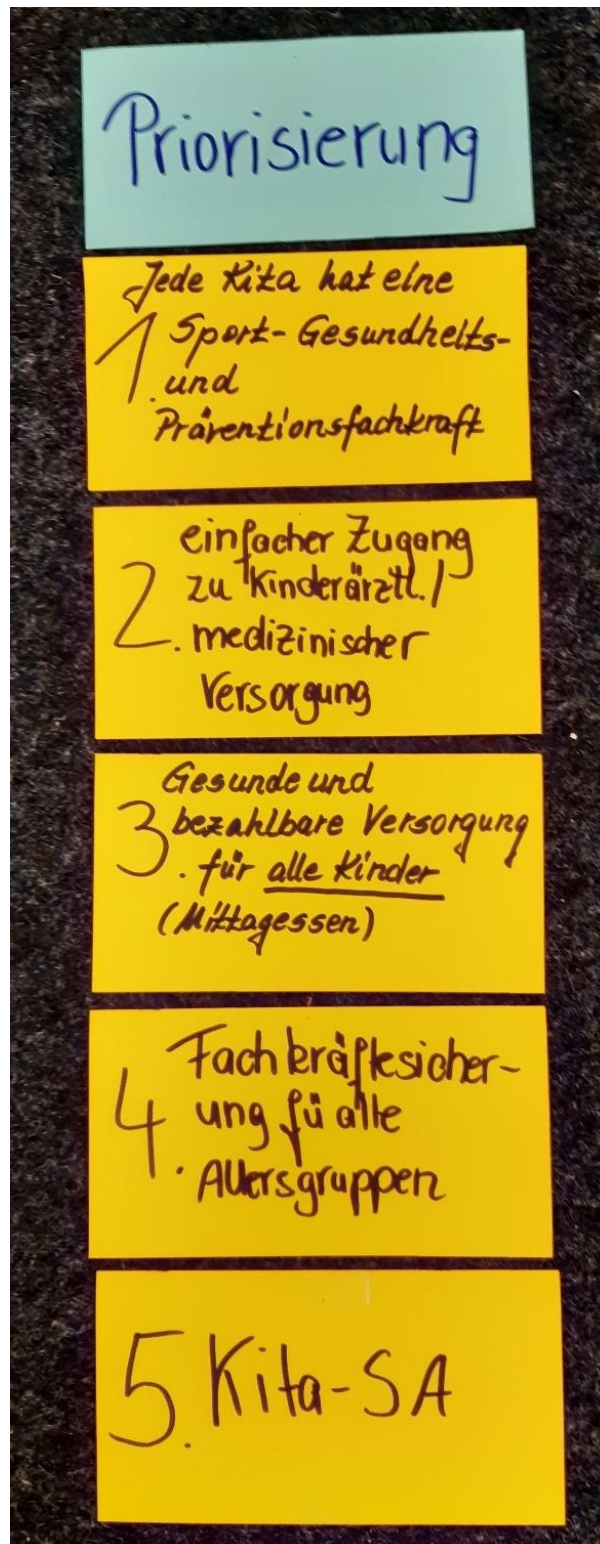 Priorisierung
Jede Kita hat eine
1. Sport- Gesundheits-
und
Präventionsfachkraft
einfacher Zugang
2. zu Kinderärztl./
medizinischer
Versorgung
Gesunde und
3. bezahlbare Versorgung
für alle Kinder
(Mittagessen)
Fachkräftesicher-
4. ung fü alle
Altersgruppen
5. Kita-SA